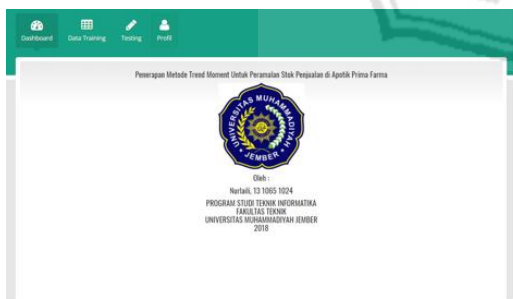 Dashboard
Data Training
Testing
Profil
Penerapan Metode Trend Moment Untuk Peramalan Stok Penjualan di Apotik Prima Farma
UNIVERSITAS MUHAMMADIYAH
JEMBER
Oleh :
Nurlaili, 13 1065 1024
PROGRAM STUDI TEKNIK INFORMATIKA
FAKULTAS TEKNIK
UNIVERSITAS MUHAMMADIYAH JEMBER
2018